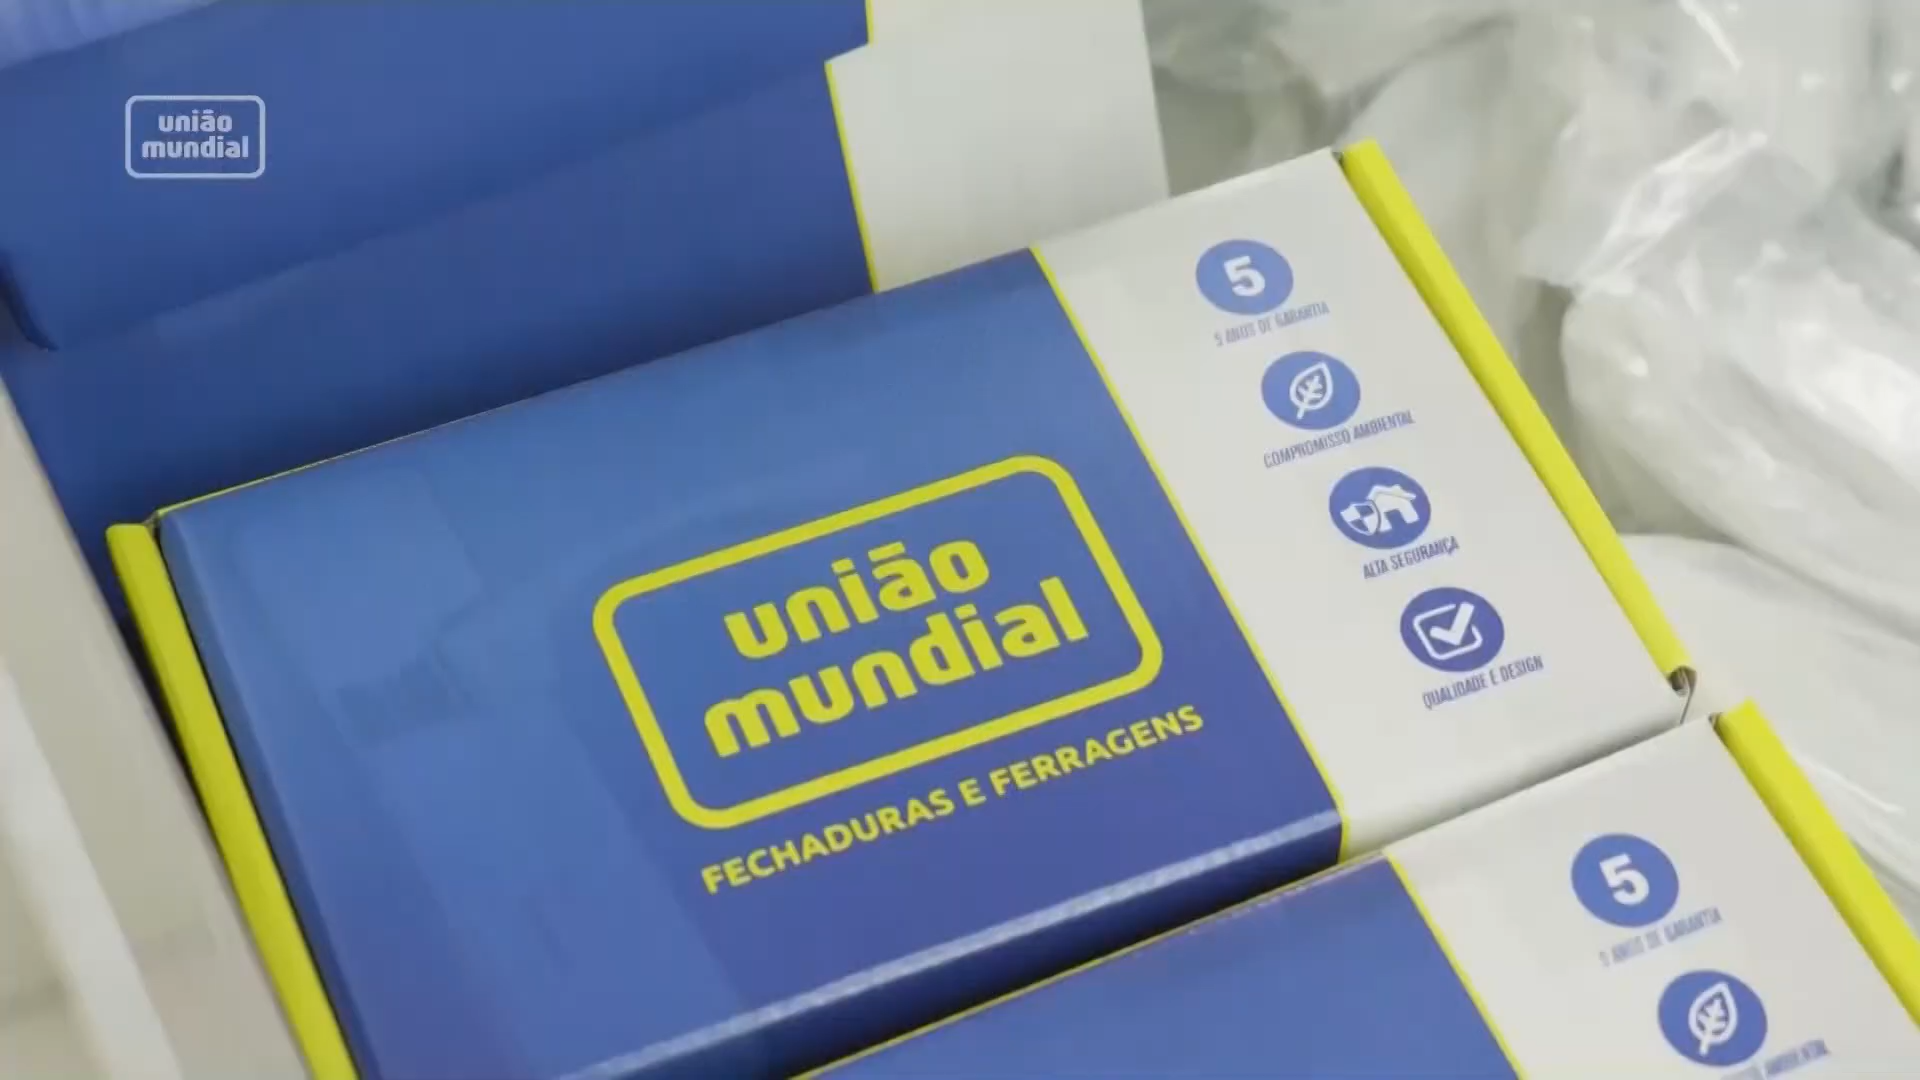 união
mundial
união
mundial
FECHADURAS E FERRAGENS
5
5 ANOS DE GARANTIA
COMPROMISSO AMBIENTAL
ALTA SEGURANÇA
QUALIDADE E DESIGN
5
5 ANOS DE GARANTIA
AMBIENTAL